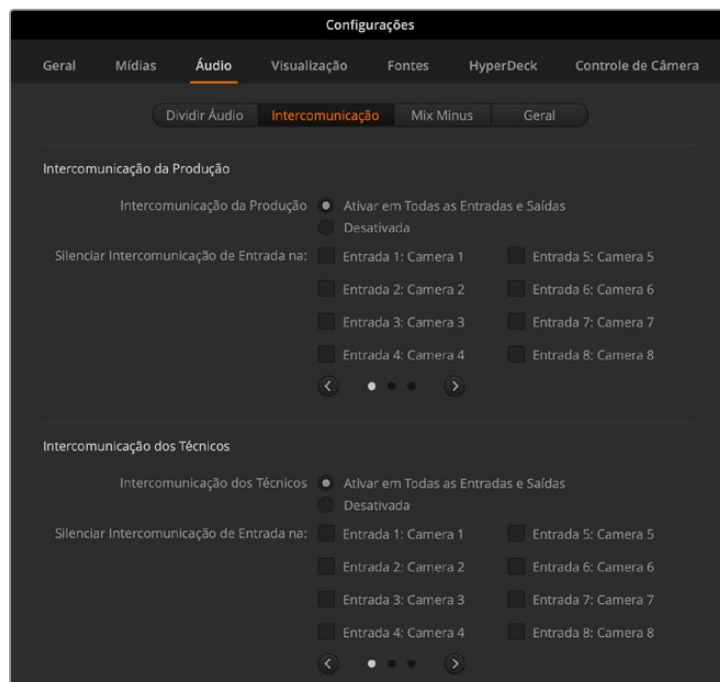 Configurações
Geral Mídias Áudio Visualização Fontes HyperDeck Controle de Câmera
Dividir Áudio Intercomunicação Mix Minus Geral
Intercomunicação da Produção
Intercomunicação da Produção Ativar em Todas as Entradas e Saídas
Desativada
Silenciar Intercomunicação de Entrada na: Entrada 1: Camera 1 Entrada 5: Camera 5
Entrada 2: Camera 2 Entrada 6: Camera 6
Entrada 3: Camera 3 Entrada 7: Camera 7
Entrada 4: Camera 4 Entrada 8: Camera 8
Intercomunicação dos Técnicos
Intercomunicação dos Técnicos Ativar em Todas as Entradas e Saídas
Desativada
Silenciar Intercomunicação de Entrada na: Entrada 1: Camera 1 Entrada 5: Camera 5
Entrada 2: Camera 2 Entrada 6: Camera 6
Entrada 3: Camera 3 Entrada 7: Camera 7
Entrada 4: Camera 4 Entrada 8: Camera 8